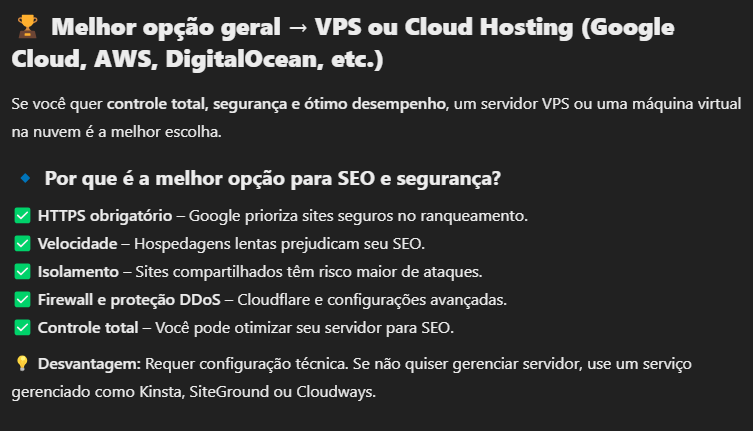 🏆 Melhor opção geral → VPS ou Cloud Hosting (Google
Cloud, AWS, DigitalOcean, etc.)
Se você quer controle total, segurança e ótimo desempenho, um servidor VPS ou uma máquina virtual
na nuvem é a melhor escolha.
🔹 Por que é a melhor opção para SEO e segurança?
✅ HTTPS obrigatório – Google prioriza sites seguros no ranqueamento.
✅ Velocidade – Hospedagens lentas prejudicam seu SEO.
✅ Isolamento – Sites compartilhados têm risco maior de ataques.
✅ Firewall e proteção DDoS – Cloudflare e configurações avançadas.
✅ Controle total – Você pode otimizar seu servidor para SEO.
💡 Desvantagem: Requer configuração técnica. Se não quiser gerenciar servidor, use um serviço
gerenciado como Kinsta, SiteGround ou Cloudways.